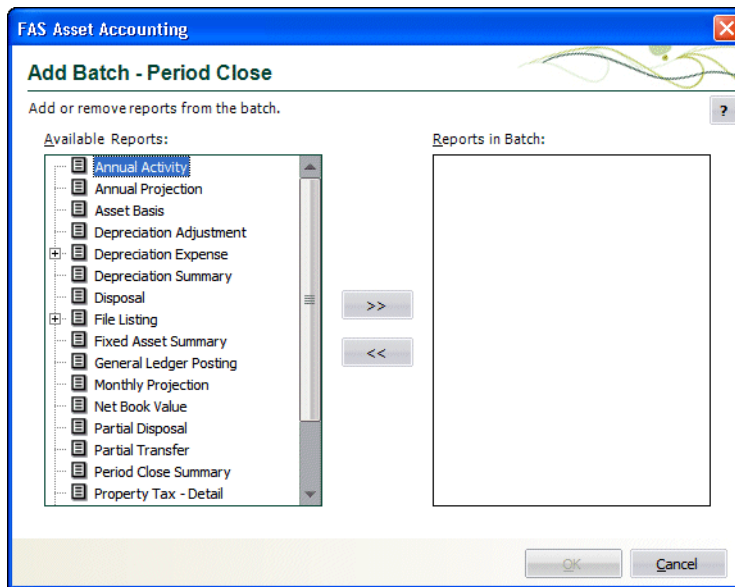 FAS Asset Accounting
Add Batch - Period Close
Add or remove reports from the batch.
?
Available Reports:
Reports in Batch:
Annual Activity
Annual Projection
Asset Basis
Depreciation Adjustment
Depreciation Expense
Depreciation Summary
Disposal
File Listing
Fixed Asset Summary
General Ledger Posting
Monthly Projection
Net Book Value
Partial Disposal
Partial Transfer
Period Close Summary
Property Tax - Detail
>>
<<
OK
Cancel